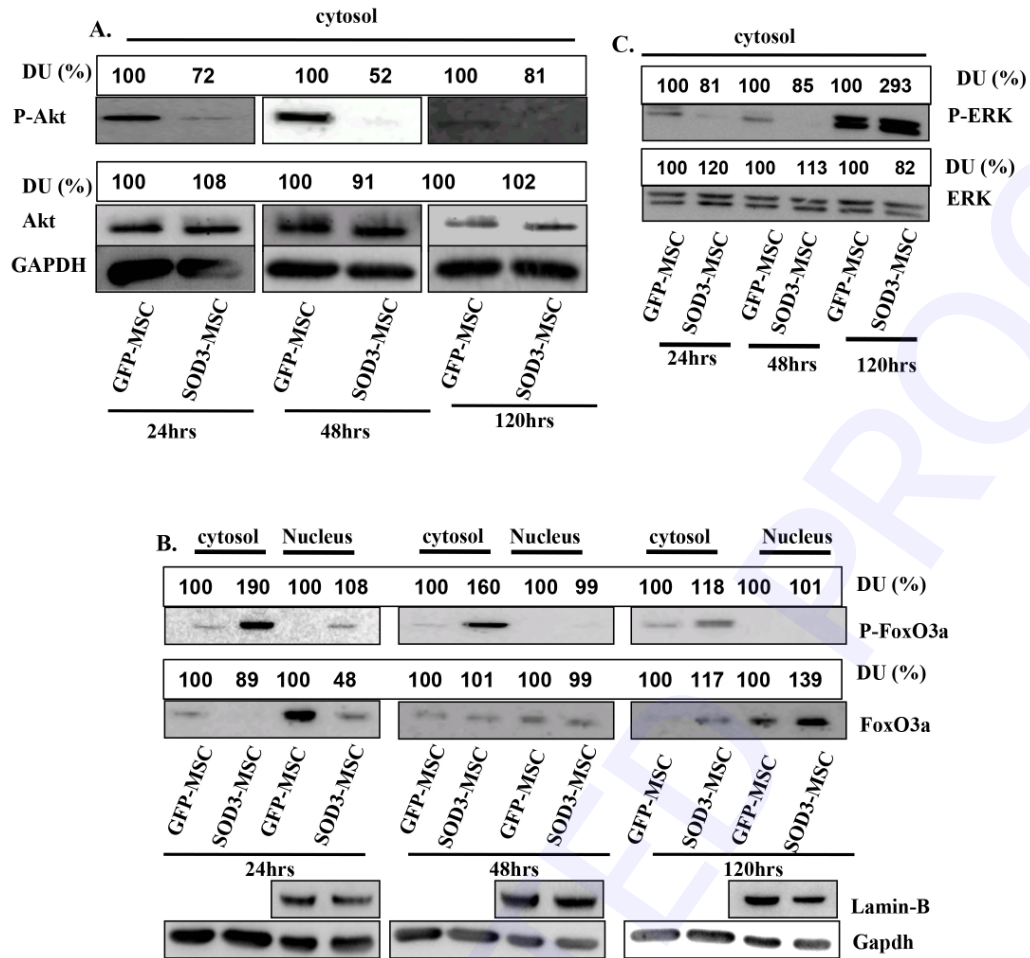 A.
cytosol
DU (%) 100 72 100 52 100 81
P-Akt
DU (%) 100 108 100 91 100 102
Akt
GAPDH
GFP-MSC SOD3-MSC GFP-MSC SOD3-MSC GFP-MSC SOD3-MSC
24hrs 48hrs 120hrs
C.
cytosol
100 81 100 85 100 293 DU (%)
P-ERK
100 120 100 113 100 82 DU (%)
ERK
GFP-MSC SOD3-MSC GFP-MSC SOD3-MSC GFP-MSC SOD3-MSC
24hrs 48hrs 120hrs
B.
cytosol Nucleus cytosol Nucleus cytosol Nucleus
100 190 100 108 100 160 100 99 100 118 100 101 DU (%)
P-FoxO3a
100 89 100 48 100 101 100 99 100 117 100 139 DU (%)
FoxO3a
GFP-MSC SOD3-MSC GFP-MSC SOD3-MSC GFP-MSC SOD3-MSC GFP-MSC SOD3-MSC GFP-MSC SOD3-MSC GFP-MSC SOD3-MSC
24hrs 48hrs 120hrs
Lamin-B
Gapdh